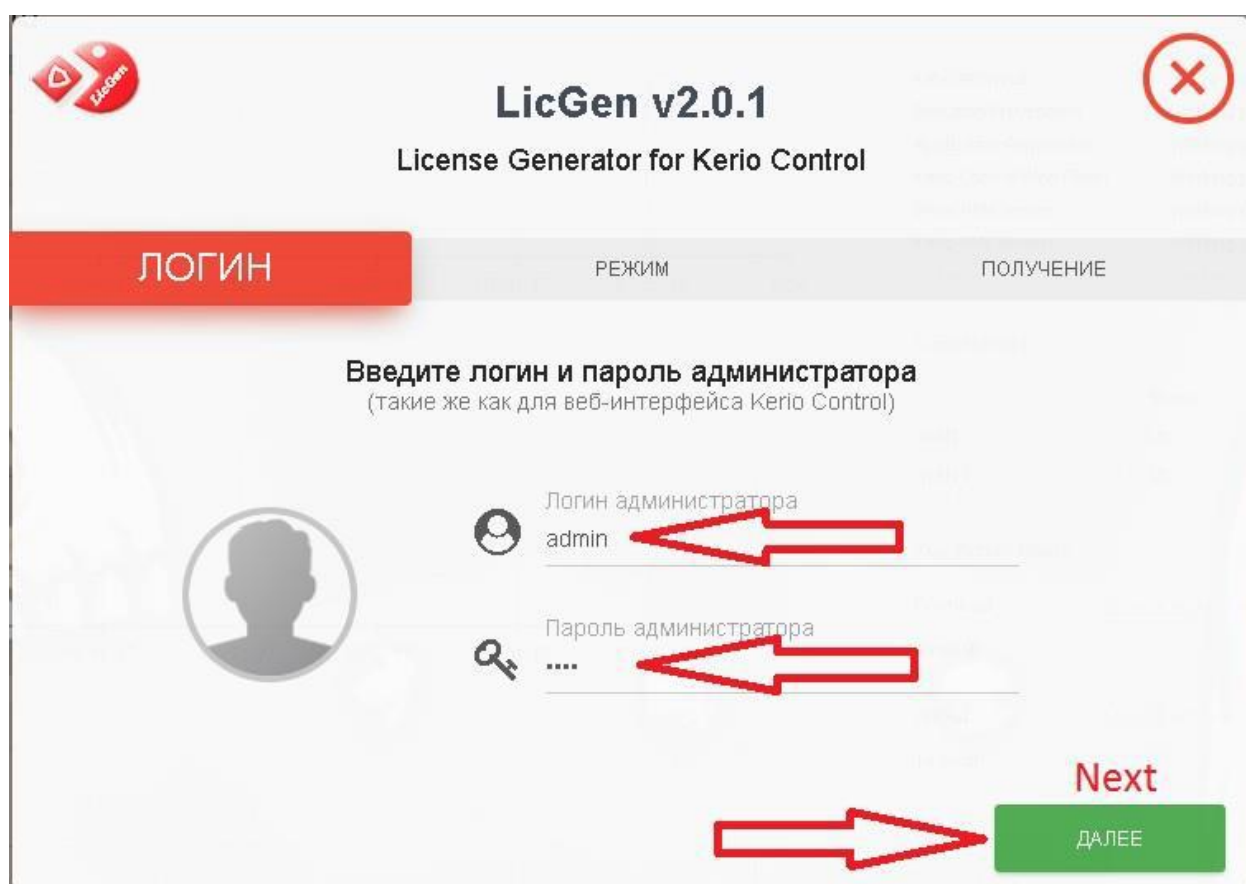 LicGen
LicGen v2.0.1
License Generator for Kerio Control
ЛОГИН
РЕЖИМ
ПОЛУЧЕНИЕ
Введите логин и пароль администратора
(такие же как для веб-интерфейса Kerio Control)
Логин администратора
admin
Пароль администратора
....
Next
ДАЛЕЕ